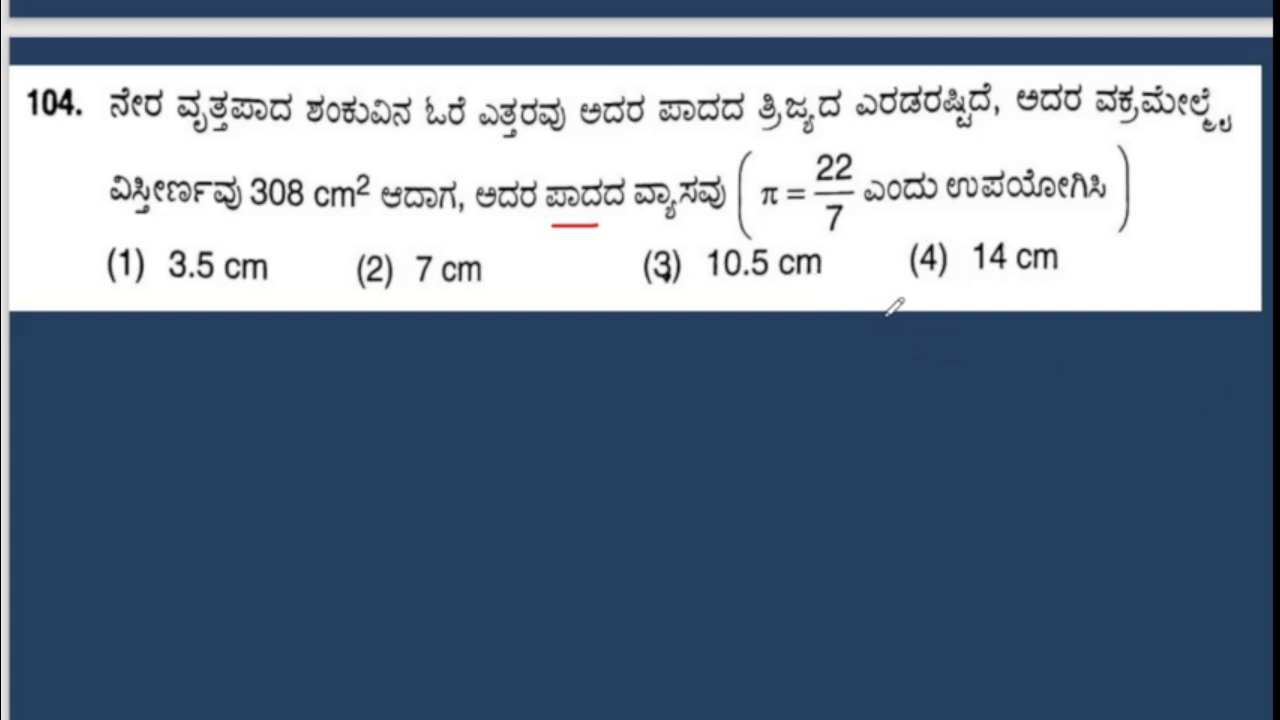 104. ನೇರ ವೃತ್ತಪಾದ ಶಂಕುವಿನ ಓರೆ ಎತ್ತರವು ಅದರ ಪಾದದ ತ್ರಿಜ್ಯದ ಎರಡರಷ್ಟಿದೆ, ಅದರ ವಕ್ರಮೇಲ್ಮೈ
ವಿಸ್ತೀರ್ಣವು 308 cm² ಆದಾಗ, ಅದರ ಪಾದದ ವ್ಯಾಸವು ( π = 22/7 ಎಂದು ಉಪಯೋಗಿಸಿ )
(1) 3.5 cm (2) 7 cm (3) 10.5 cm (4) 14 cm